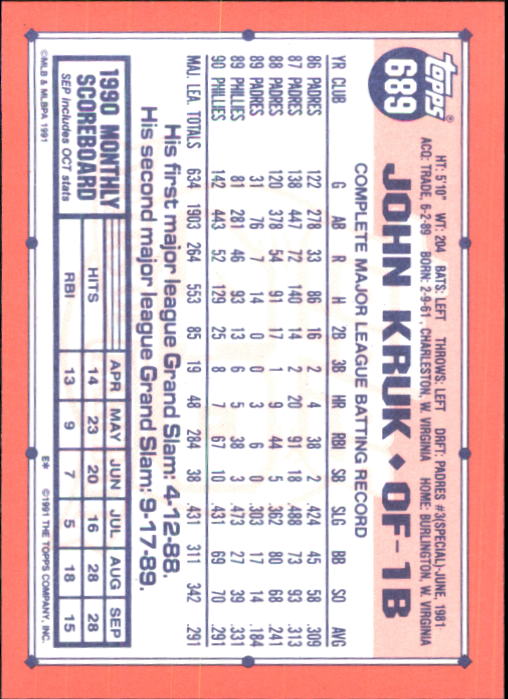 TOPPS®
689
HT: 5'10" WT: 204 BATS: LEFT THROWS: LEFT DRFT: PADRES #3(SPECIAL)-JUNE, 1981
ACQ: TRADE, 6-2-89 BORN: 2-9-61, CHARLESTON, W. VIRGINIA HOME: BURLINGTON, W. VIRGINIA
JOHN KRUK ◆ OF-1B
COMPLETE MAJOR LEAGUE BATTING RECORD
YR CLUB G AB R H 2B 3B HR RBI SB SLG BB SO AVG
86 PADRES 122 278 33 86 16 2 4 38 2 .424 45 58 .309
87 PADRES 138 447 72 140 14 2 20 91 18 .488 73 93 .313
88 PADRES 120 378 54 91 17 1 9 44 5 .362 80 68 .241
89 PADRES 31 76 7 14 0 0 3 6 0 .303 17 14 .184
89 PHILLIES 81 281 46 93 13 6 5 38 3 .473 27 39 .331
90 PHILLIES 142 443 52 129 25 8 7 67 10 .431 69 70 .291
MAJ. LEA. TOTALS 634 1903 264 553 85 19 48 284 38 .431 311 342 .291
His first major league Grand Slam: 4-12-88.
His second major league Grand Slam: 9-17-89.
1990 MONTHLY
SCOREBOARD
SEP includes OCT stats
APR MAY JUN JUL AUG SEP
HITS 14 23 20 16 28 28
RBI 13 9 7 5 18 15
©MLB & MLBPA 1991 E* ©1991 THE TOPPS COMPANY, INC.